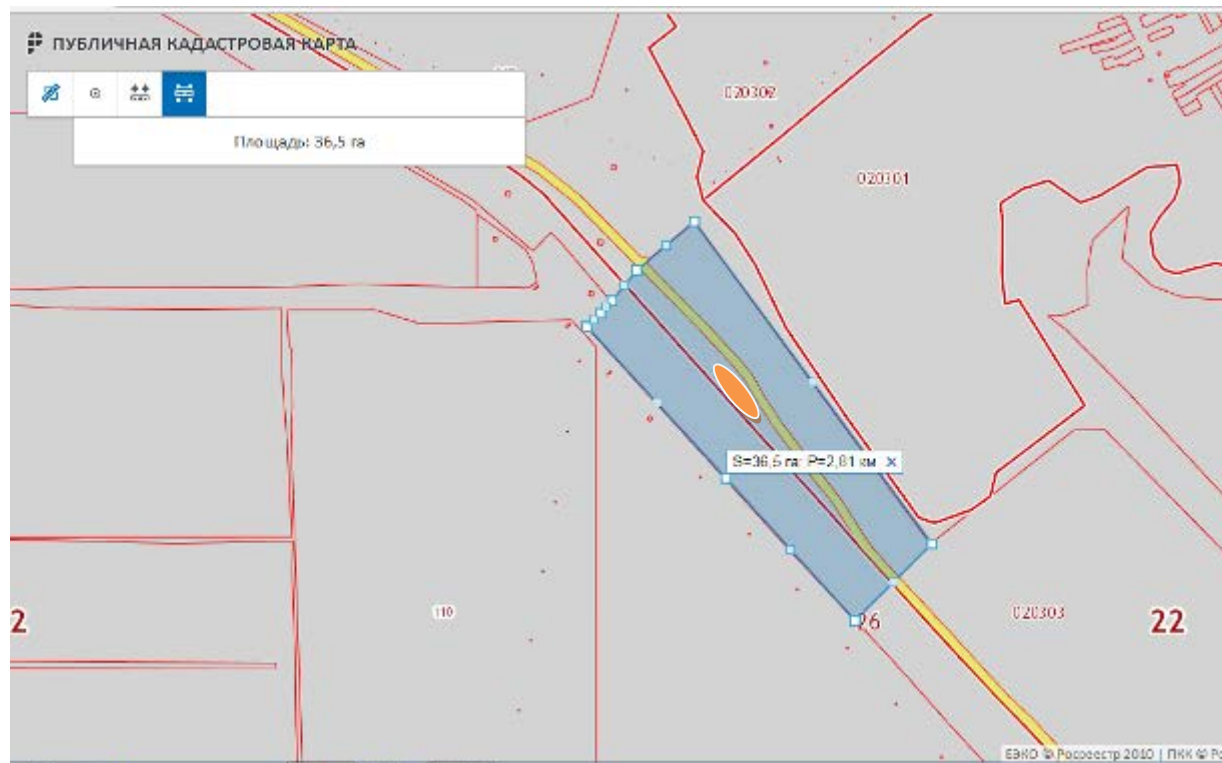 ПУБЛИЧНАЯ КАДАСТРОВАЯ КАРТА
Площадь: 36,5 га
020302
020301
S=36,5 га; P=2,81 км ×
110
2
26
020303
22
ЕЭКО © Росреестр 2010 | ПКК © Р